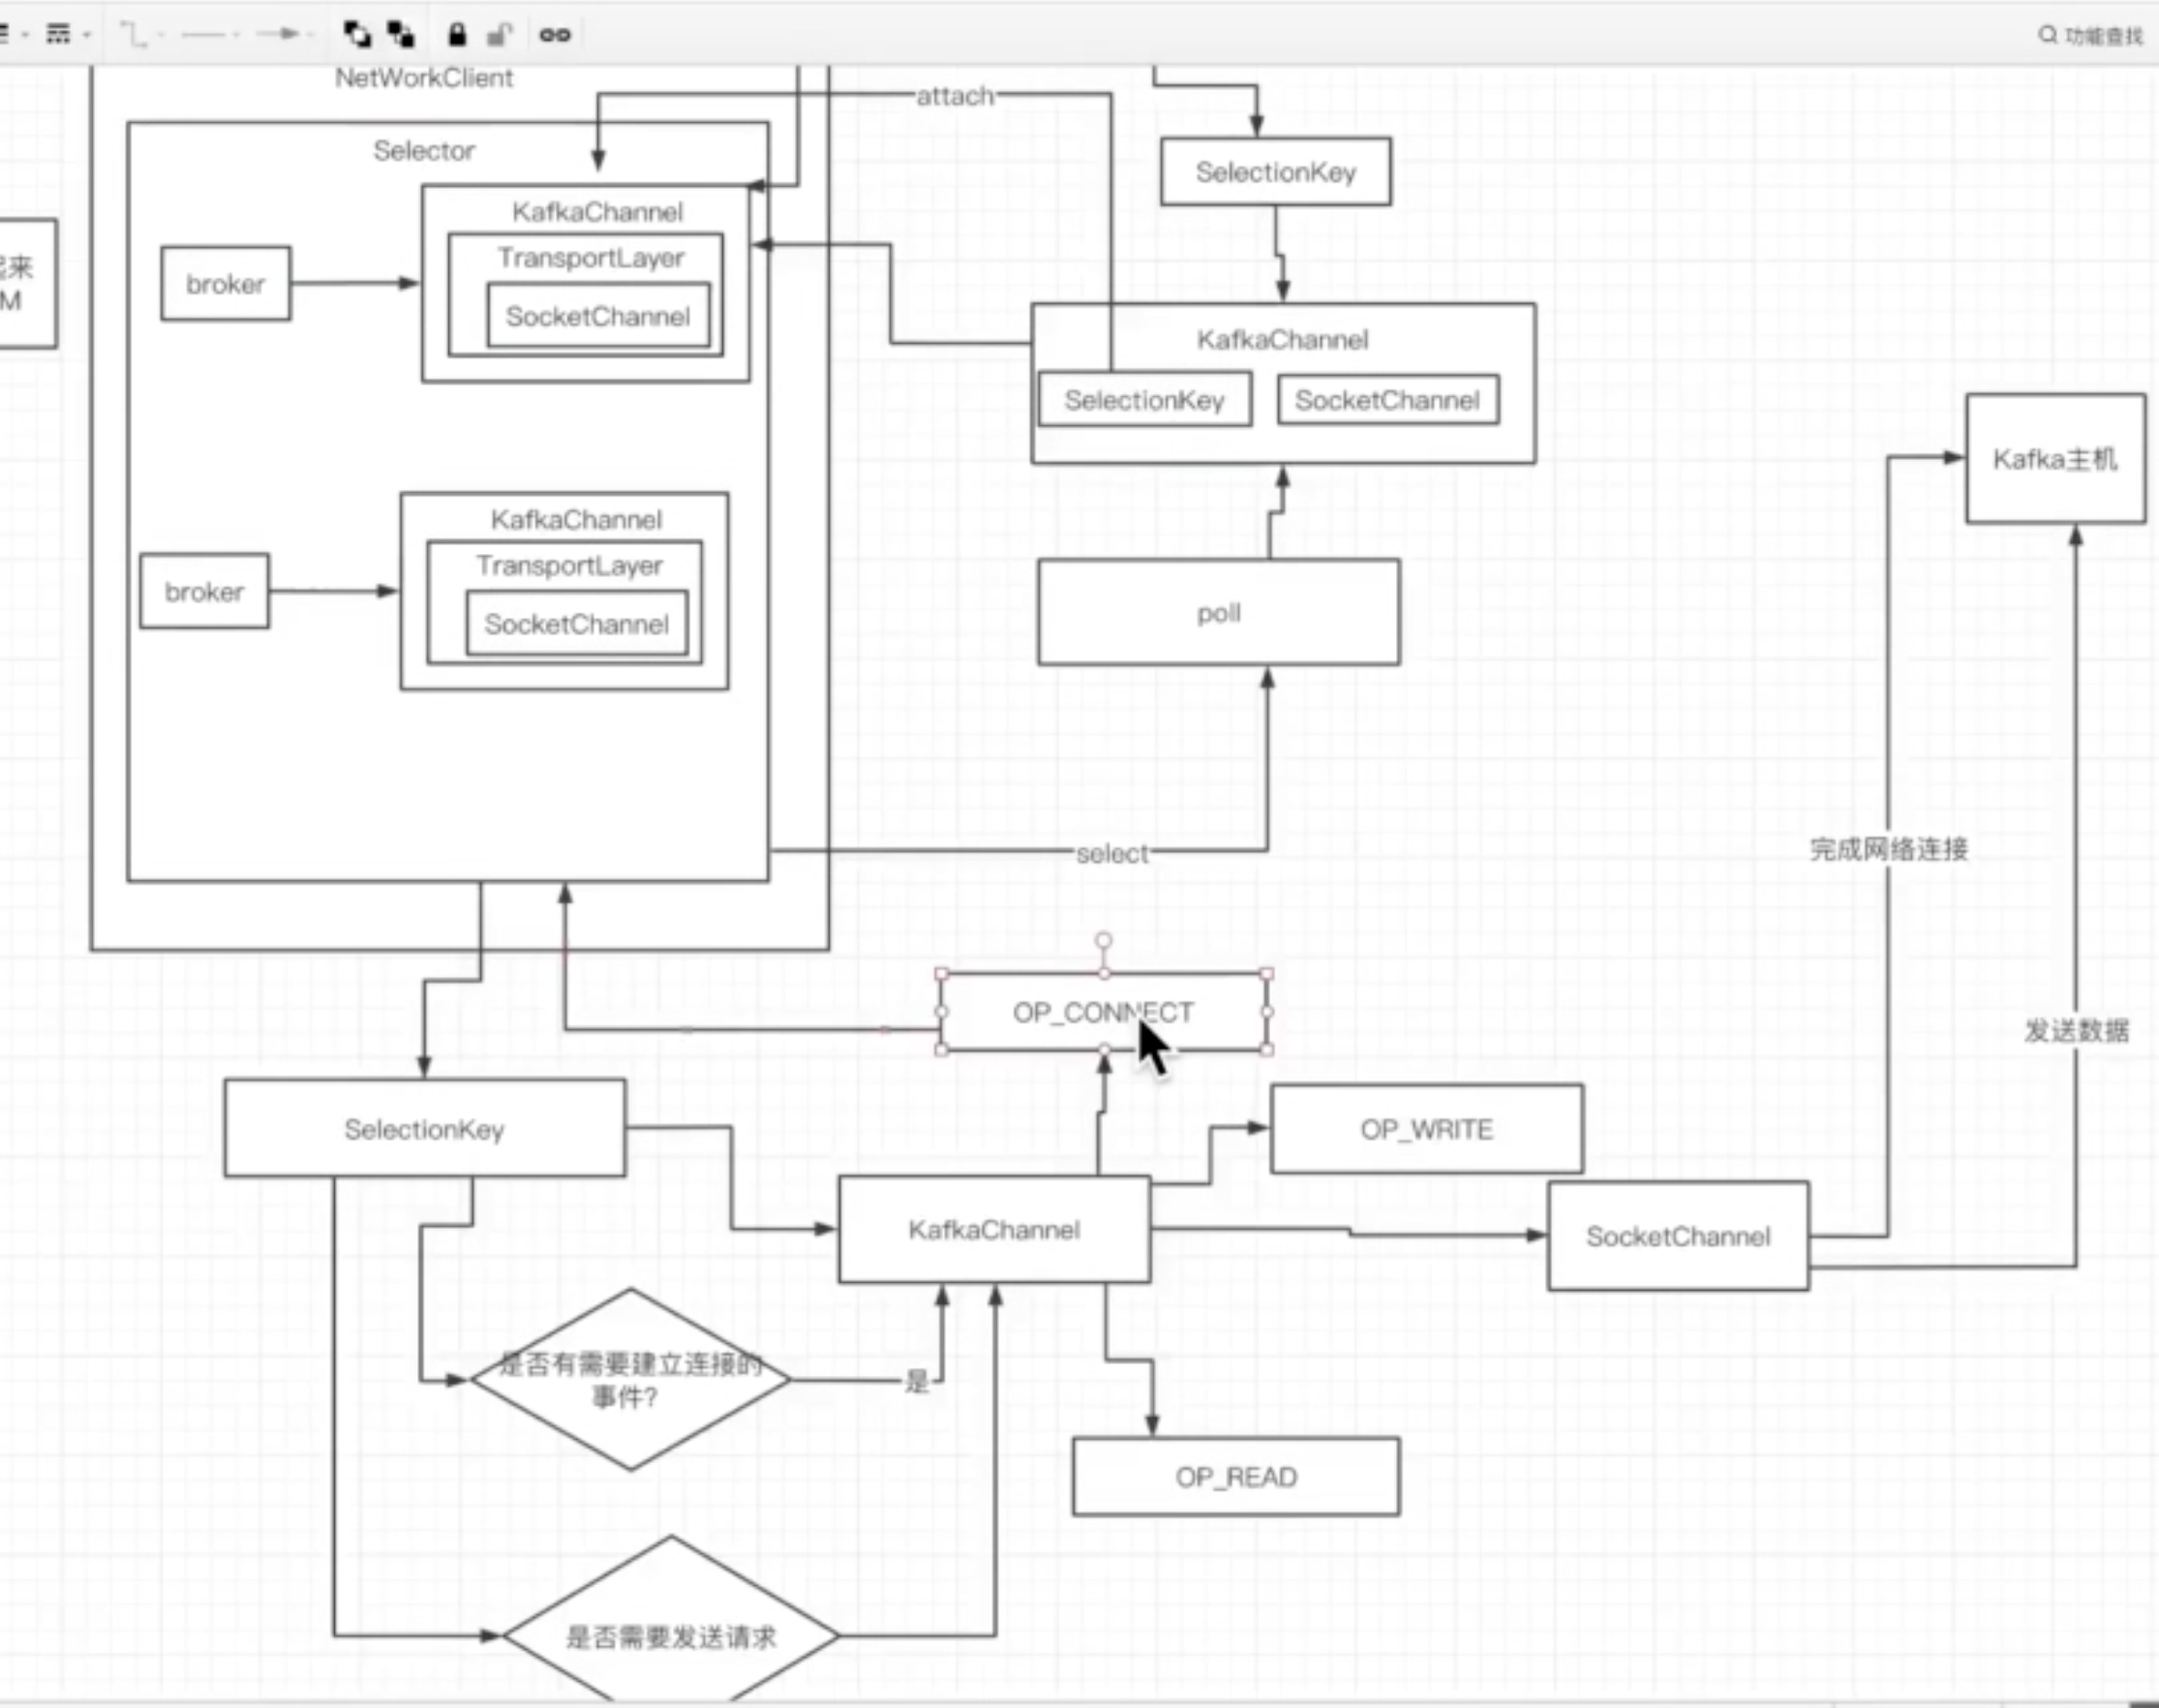 功能查找
NetWorkClient
attach
Selector
SelectionKey
KafkaChannel
TransportLayer
SocketChannel
broker
起来
M
KafkaChannel
SelectionKey
SocketChannel
Kafka主机
KafkaChannel
TransportLayer
SocketChannel
broker
poll
select
完成网络连接
OP_CONNECT
发送数据
SelectionKey
OP_WRITE
KafkaChannel
SocketChannel
是否有需要建立连接的
事件?
是
OP_READ
是否需要发送请求